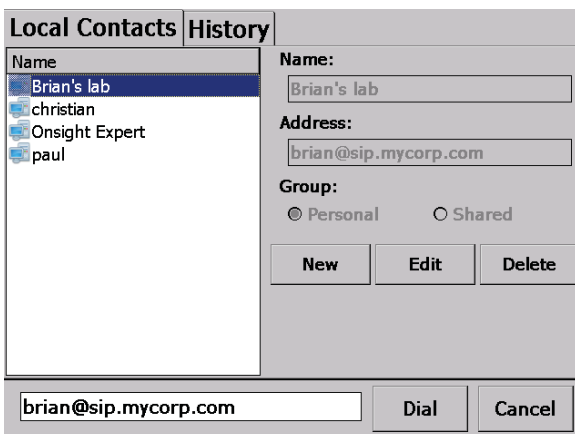 Local Contacts History
Name
Brian's lab
christian
Onsight Expert
paul
Name:
Brian's lab
Address:
brian@sip.mycorp.com
Group:
Personal Shared
New Edit Delete
brian@sip.mycorp.com Dial Cancel